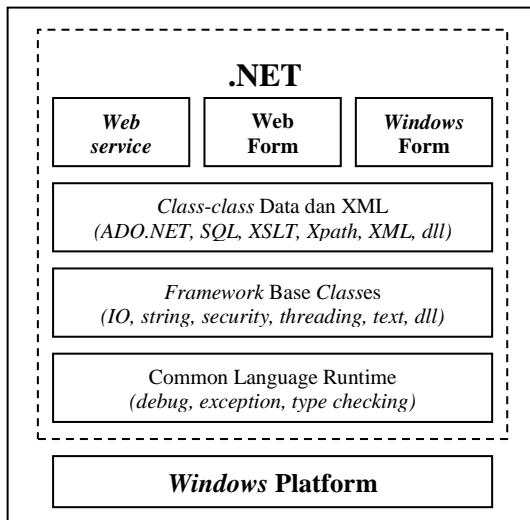 .NET
Web service
Web Form
Windows Form
Class-class Data dan XML
(ADO.NET, SQL, XSLT, Xpath, XML, dll)
Framework Base Classes
(IO, string, security, threading, text, dll)
Common Language Runtime
(debug, exception, type checking)
Windows Platform